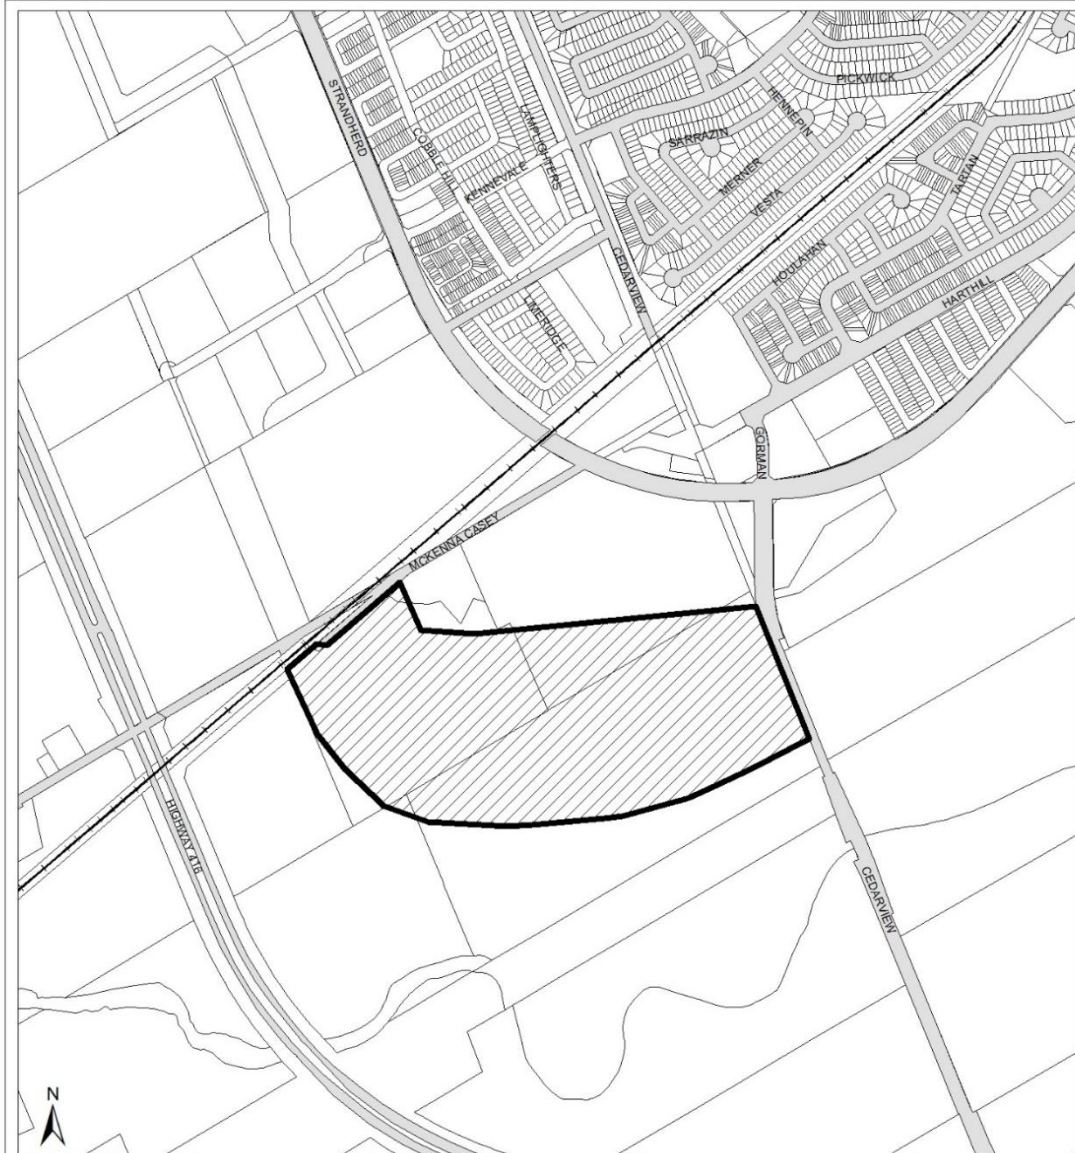 PICKWICK
STRANDHERD
HENNEPIN
LAMPLIGHTERS
COBBLE HILL
SARRAZIN
KENNEVALE
MERNER
TARTAN
VESTA
HOULAHAN
CEDARVIEW
HARTHILL
LIMERIDGE
GORMAN
MCKENNA CASEY
HIGHWAY 416
CEDARVIEW
N